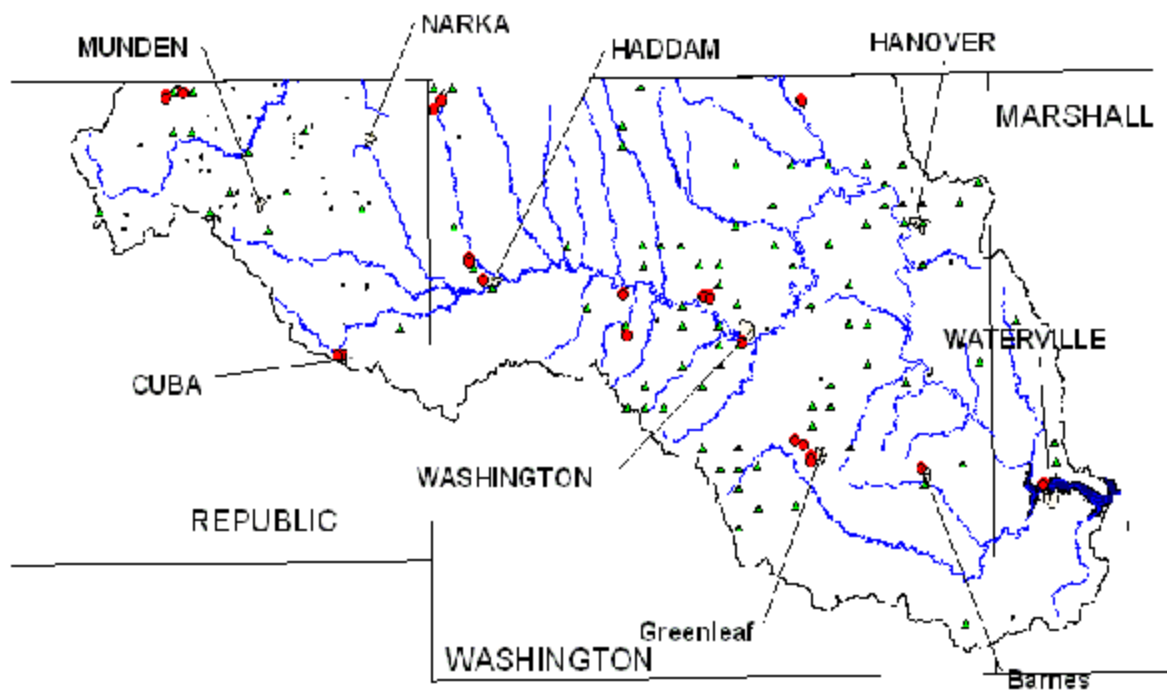 NARKA
MUNDEN
HADDAM
HANOVER
MARSHALL
WATERVILLE
CUBA
WASHINGTON
REPUBLIC
Greenleaf
WASHINGTON
Barnes